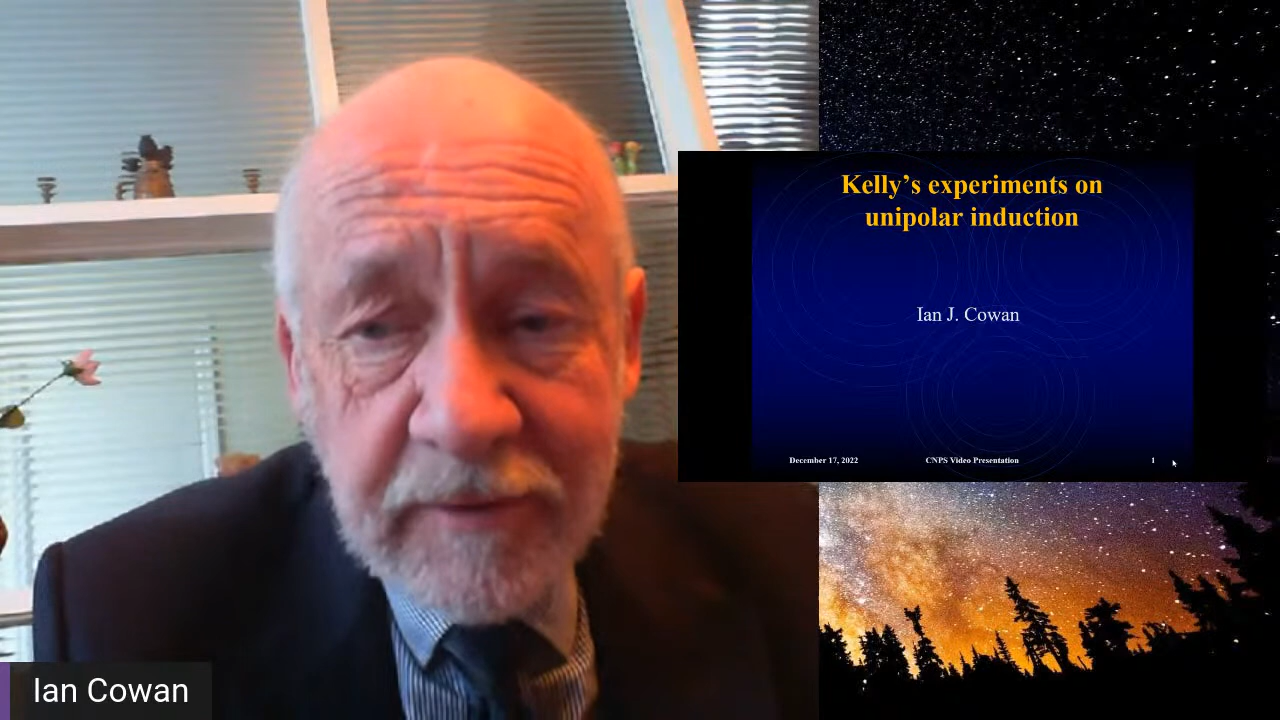 Kelly’s experiments on
unipolar induction
Ian J. Cowan
December 17, 2022 CNPS Video Presentation 1
Ian Cowan